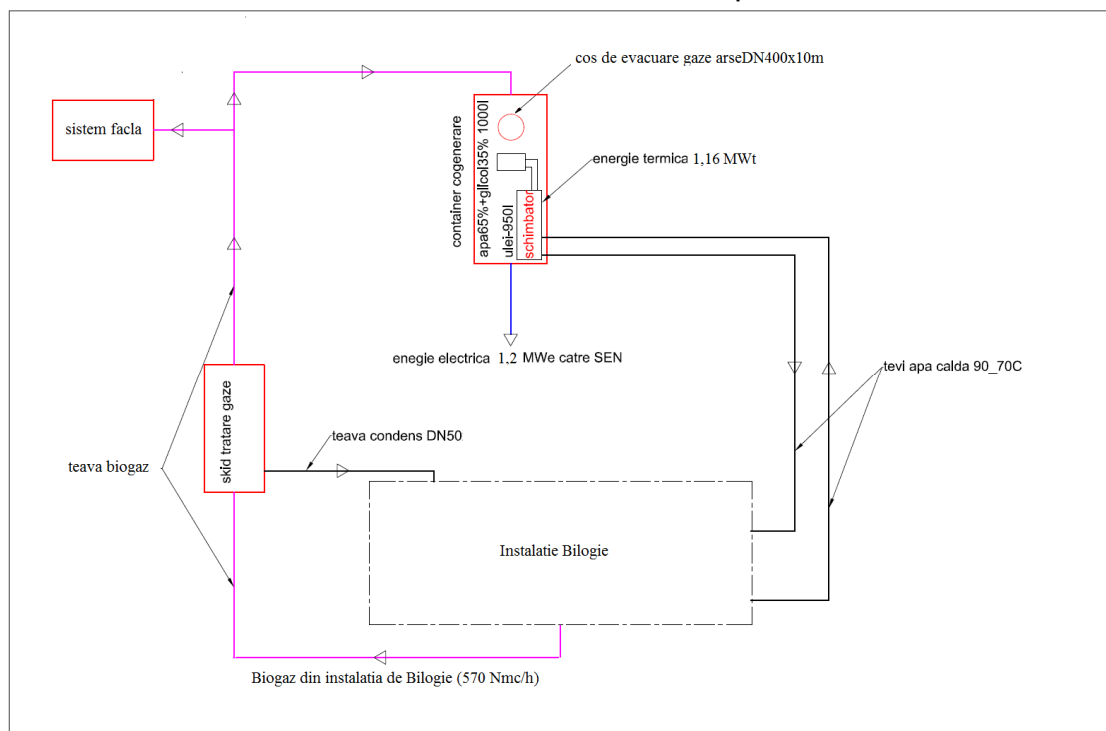 cos de evacuare gaze arseDN400x10m
sistem facla
container cogenerare
apa65%+glicol35% 1000l
ulei-950l
schimbator
energie termica 1,16 MWt
enegie electrica 1,2 MWe catre SEN
tevi apa calda 90_70C
skid tratare gaze
teava condens DN50
teava biogaz
Instalatie Bilogie
Biogaz din instalatia de Bilogie (570 Nmc/h)